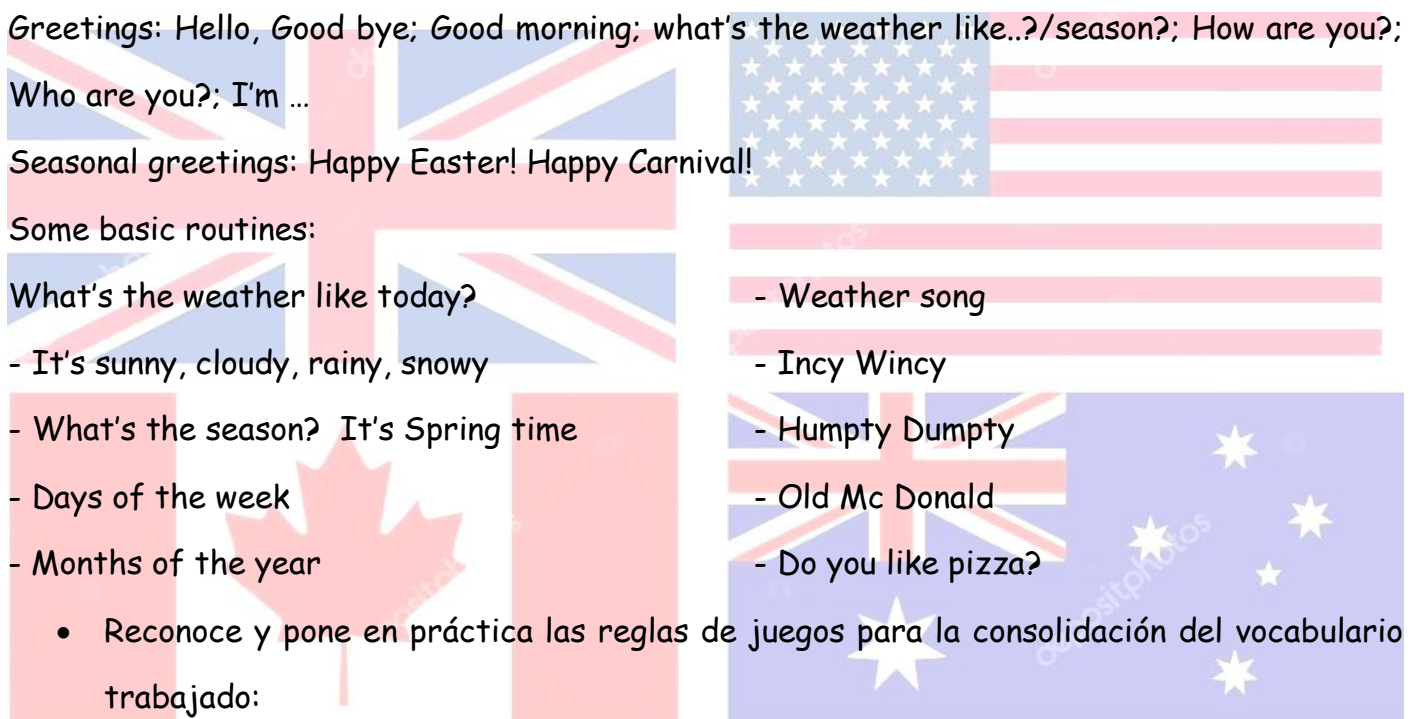 Greetings: Hello, Good bye; Good morning; what's the weather like..?/season?; How are you?;
Who are you?; I'm …
Seasonal greetings: Happy Easter! Happy Carnival!
Some basic routines:
What's the weather like today?
- It's sunny, cloudy, rainy, snowy
- What's the season? It's Spring time
- Days of the week
- Months of the year
- Weather song
- Incy Wincy
- Humpty Dumpty
- Old Mc Donald
- Do you like pizza?
• Reconoce y pone en práctica las reglas de juegos para la consolidación del vocabulario
trabajado:
depositphotos